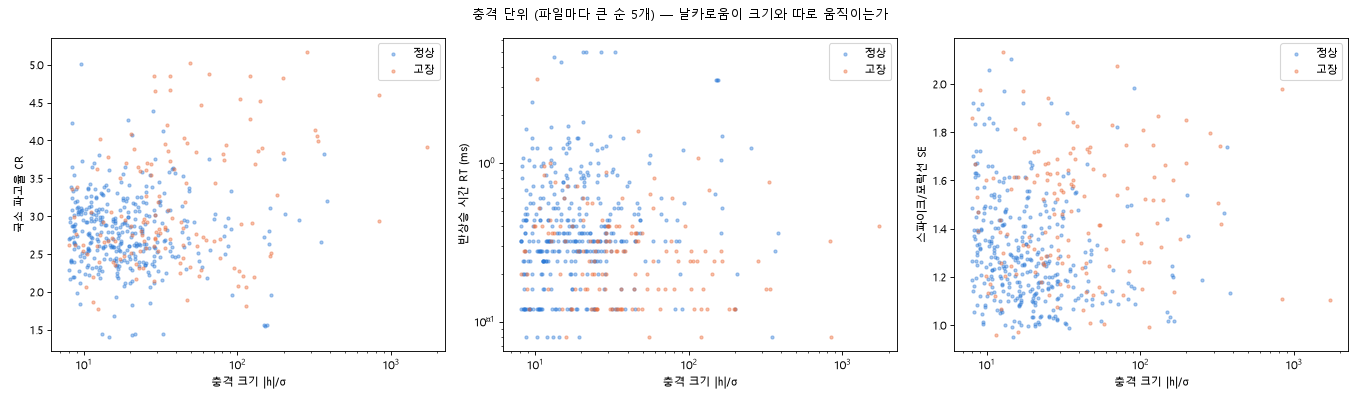 충격 단위 (파일마다 큰 순 5개) — 날카로움이 크기와 따로 움직이는가
국소 파고율 CR
5.0
4.5
4.0
3.5
3.0
2.5
2.0
1.5
정상
고장
10¹
10²
10³
충격 크기 |h|/σ
반상승 시간 RT (ms)
10⁰
정상
고장
10¹
10²
10³
충격 크기 |h|/σ
스파이크/포락선 SE
2.0
1.8
1.6
1.4
1.2
1.0
정상
고장
10¹
10²
10³
충격 크기 |h|/σ